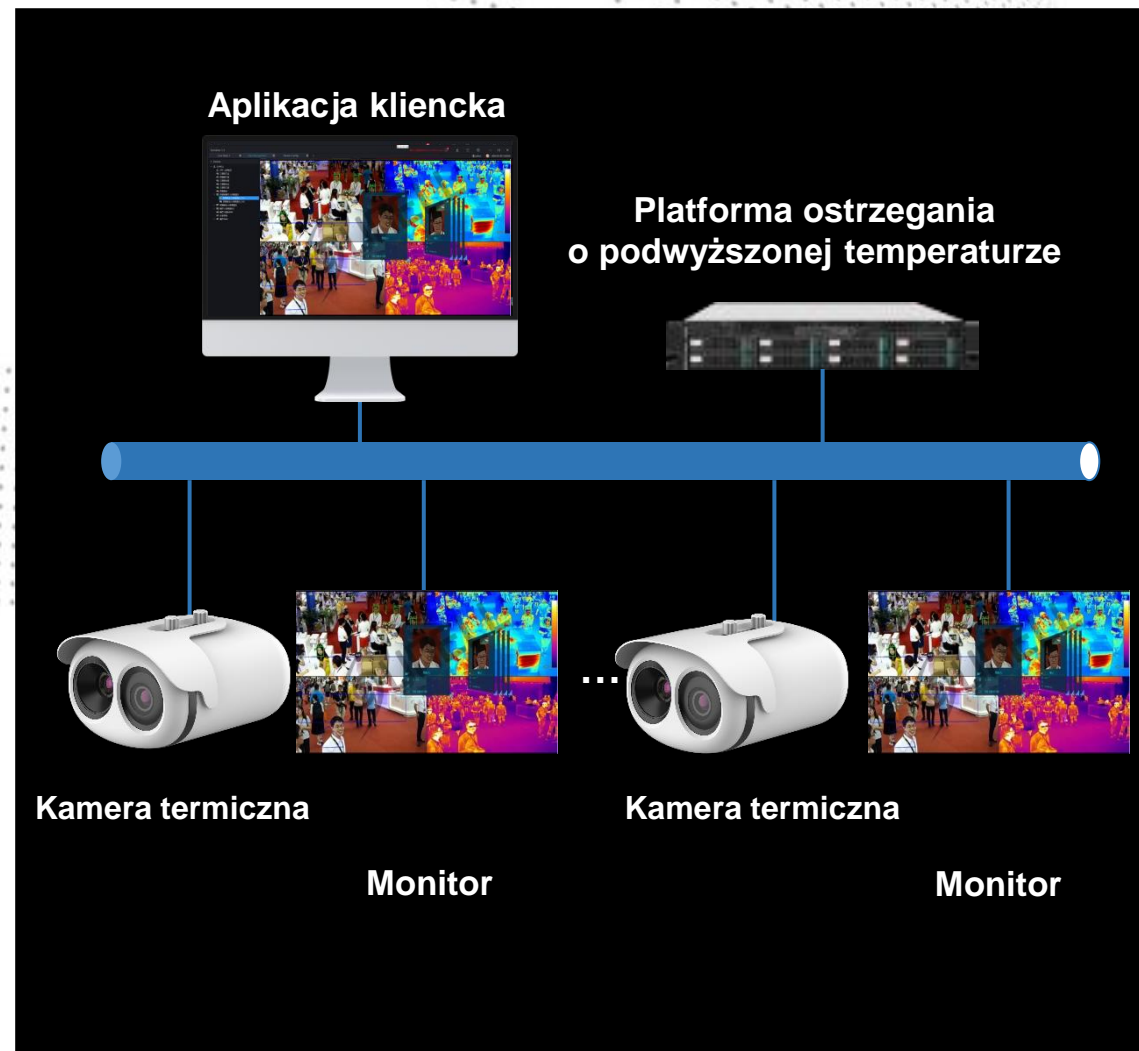 Aplikacja kliencka
Platforma ostrzegania
o podwyższonej temperaturze
...
Kamera termiczna
Kamera termiczna
Monitor
Monitor